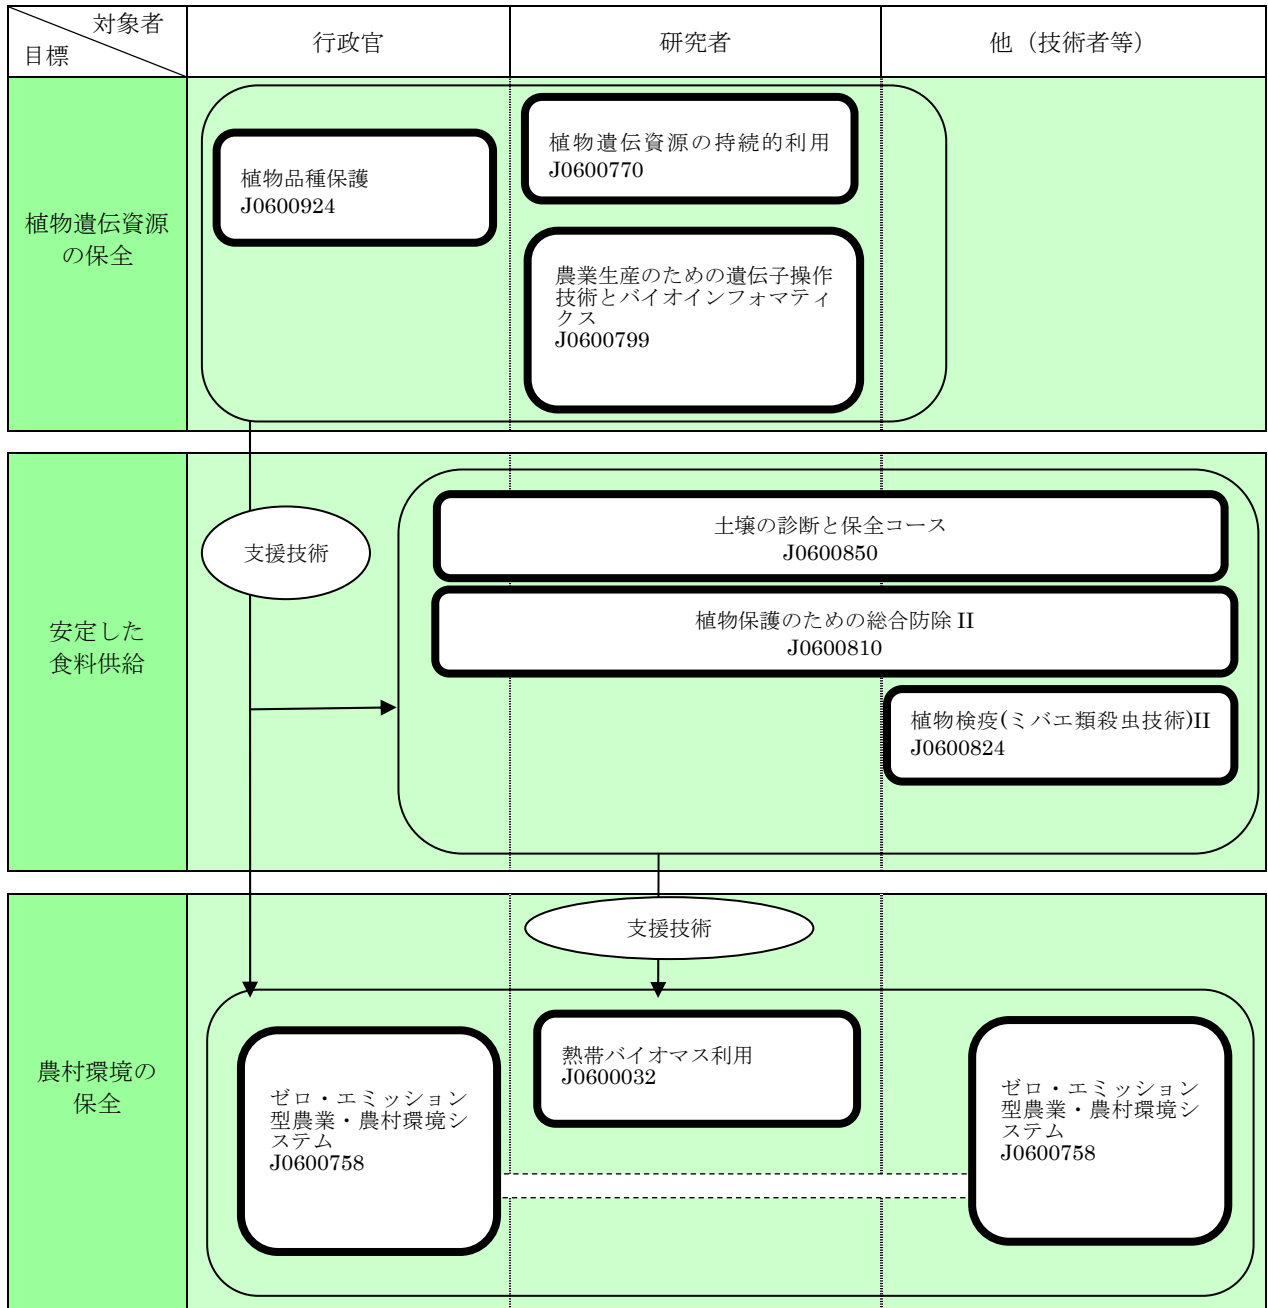 対象者
目標
行政官
研究者
他（技術者等）
植物遺伝資源
の保全
植物品種保護
J0600924
植物遺伝資源の持続的利用
J0600770
農業生産のための遺伝子操作
技術とバイオインフォマティ
クス
J0600799
安定した
食料供給
支援技術
土壌の診断と保全コース
J0600850
植物保護のための総合防除 II
J0600810
植物検疫(ミバエ類殺虫技術)II
J0600824
農村環境の
保全
支援技術
ゼロ・エミッション
型農業・農村環境シ
ステム
J0600758
熱帯バイオマス利用
J0600032
ゼロ・エミッション
型農業・農村環境シ
ステム
J0600758